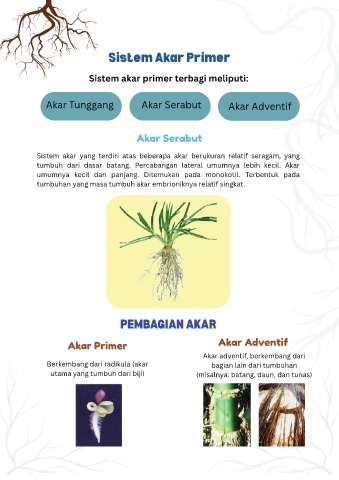 Sistem Akar Primer
Sistem akar primer terbagi meliputi:
Akar Tunggang
Akar Serabut
Akar Adventif
Akar Serabut
Sistem akar yang terdiri atas beberapa akar berukuran relatif seragam, yang
tumbuh dari dasar batang. Percabangan lateral umumnya lebih kecil. Akar
umumnya kecil dan panjang. Ditemukan pada monokotil. Terbentuk pada
tumbuhan yang masa tumbuh akar embrioniknya relatif singkat.
PEMBAGIAN AKAR
Akar Primer
Berkembang dari radikula (akar
utama yang tumbuh dari biji)
Akar Adventif
Akar adventif, berkembang dari
bagian lain dari tumbuhan
(misalnya: batang, daun, dan tunas)